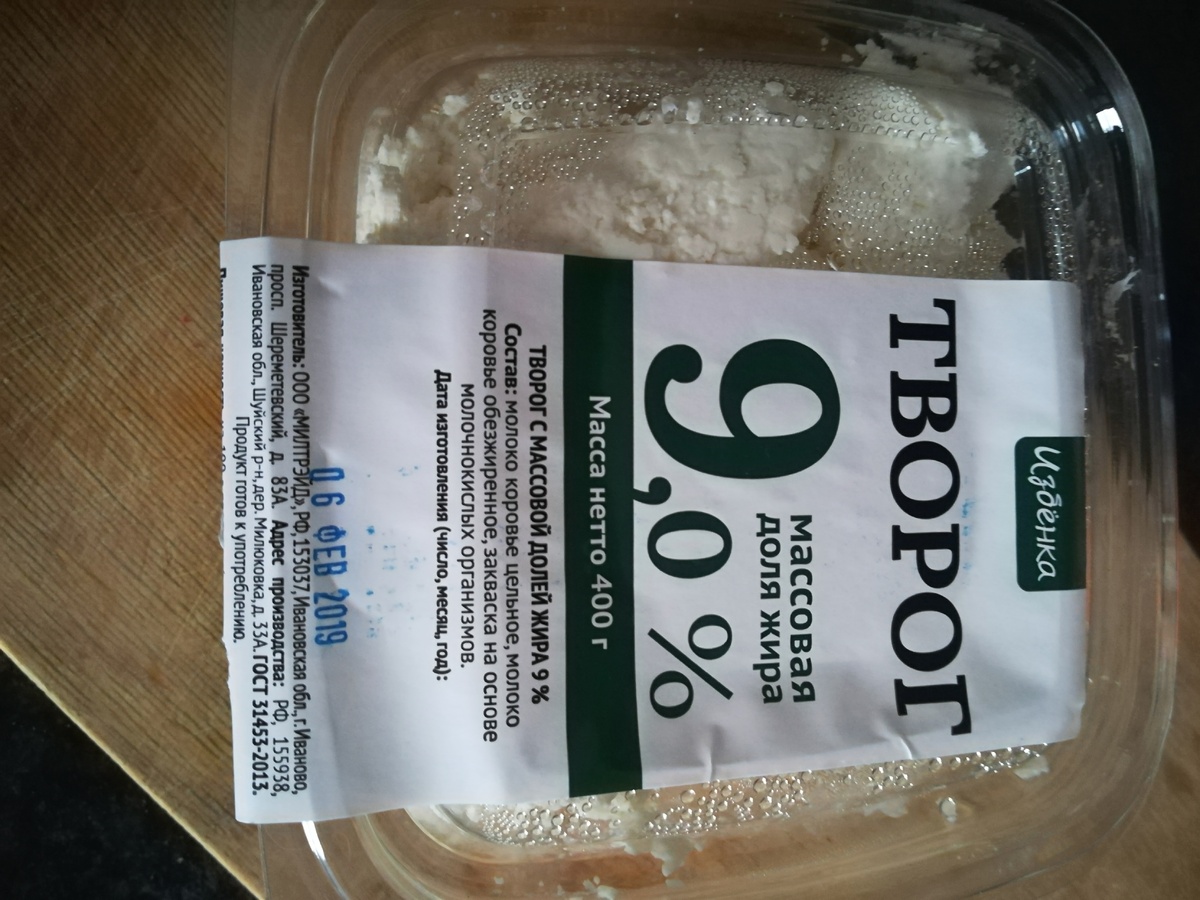 Избёнка
ТВОРОГ
массовая
доля жира
9,0 %
Масса нетто 400 г
ТВОРОГ С МАССОВОЙ ДОЛЕЙ ЖИРА 9 %
Состав: молоко коровье цельное, молоко
коровье обезжиренное, закваска на основе
молочнокислых организмов.
Дата изготовления (число, месяц, год):
06 ФЕВ 2019
Изготовитель: ООО «МИЛТРЭЙД», РФ, 153037, Ивановская обл., г. Иваново,
просп. Шереметевский, д. 83А. Адрес производства: РФ, 155938,
Ивановская обл., Шуйский р-н, дер. Милюковка, д. 33А. ГОСТ 31453-2013.
Продукт готов к употреблению.